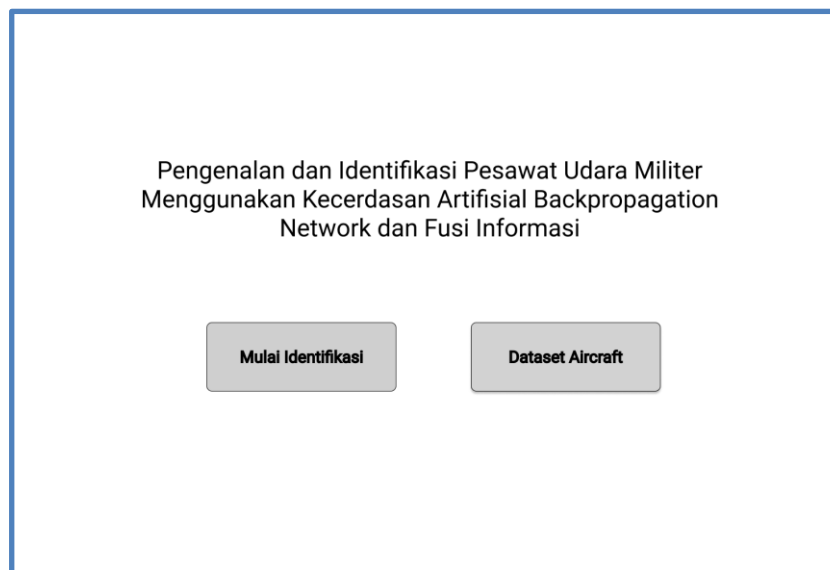 Pengenalan dan Identifikasi Pesawat Udara Militer
Menggunakan Kecerdasan Artifisial Backpropagation
Network dan Fusi Informasi
Mulai Identifikasi
Dataset Aircraft